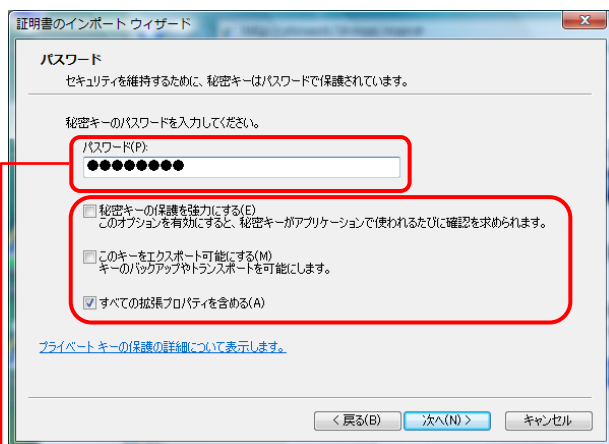 証明書のインポート ウィザード
パスワード
セキュリティを維持するために、秘密キーはパスワードで保護されています。
秘密キーのパスワードを入力してください。
パスワード(P):
●●●●●●●●
秘密キーの保護を強力にする(E)
このオプションを有効にすると、秘密キーがアプリケーションで使われるたびに確認を求められます。
このキーをエクスポート可能にする(M)
キーのバックアップやトランスポートを可能にします。
すべての拡張プロパティを含める(A)
プライベート キーの保護の詳細について表示します。
< 戻る(B) 次へ(N) > キャンセル